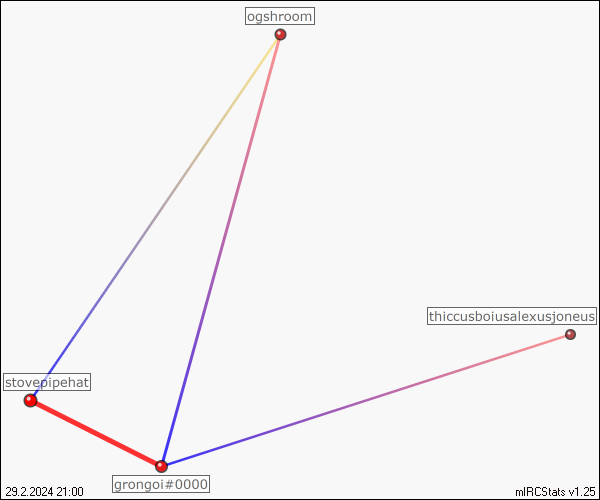 ogshroom
thiccusboiusalexusjoneus
stovepipehat
grongoi#0000
29.2.2024 21:00
mIRCStats v1.25